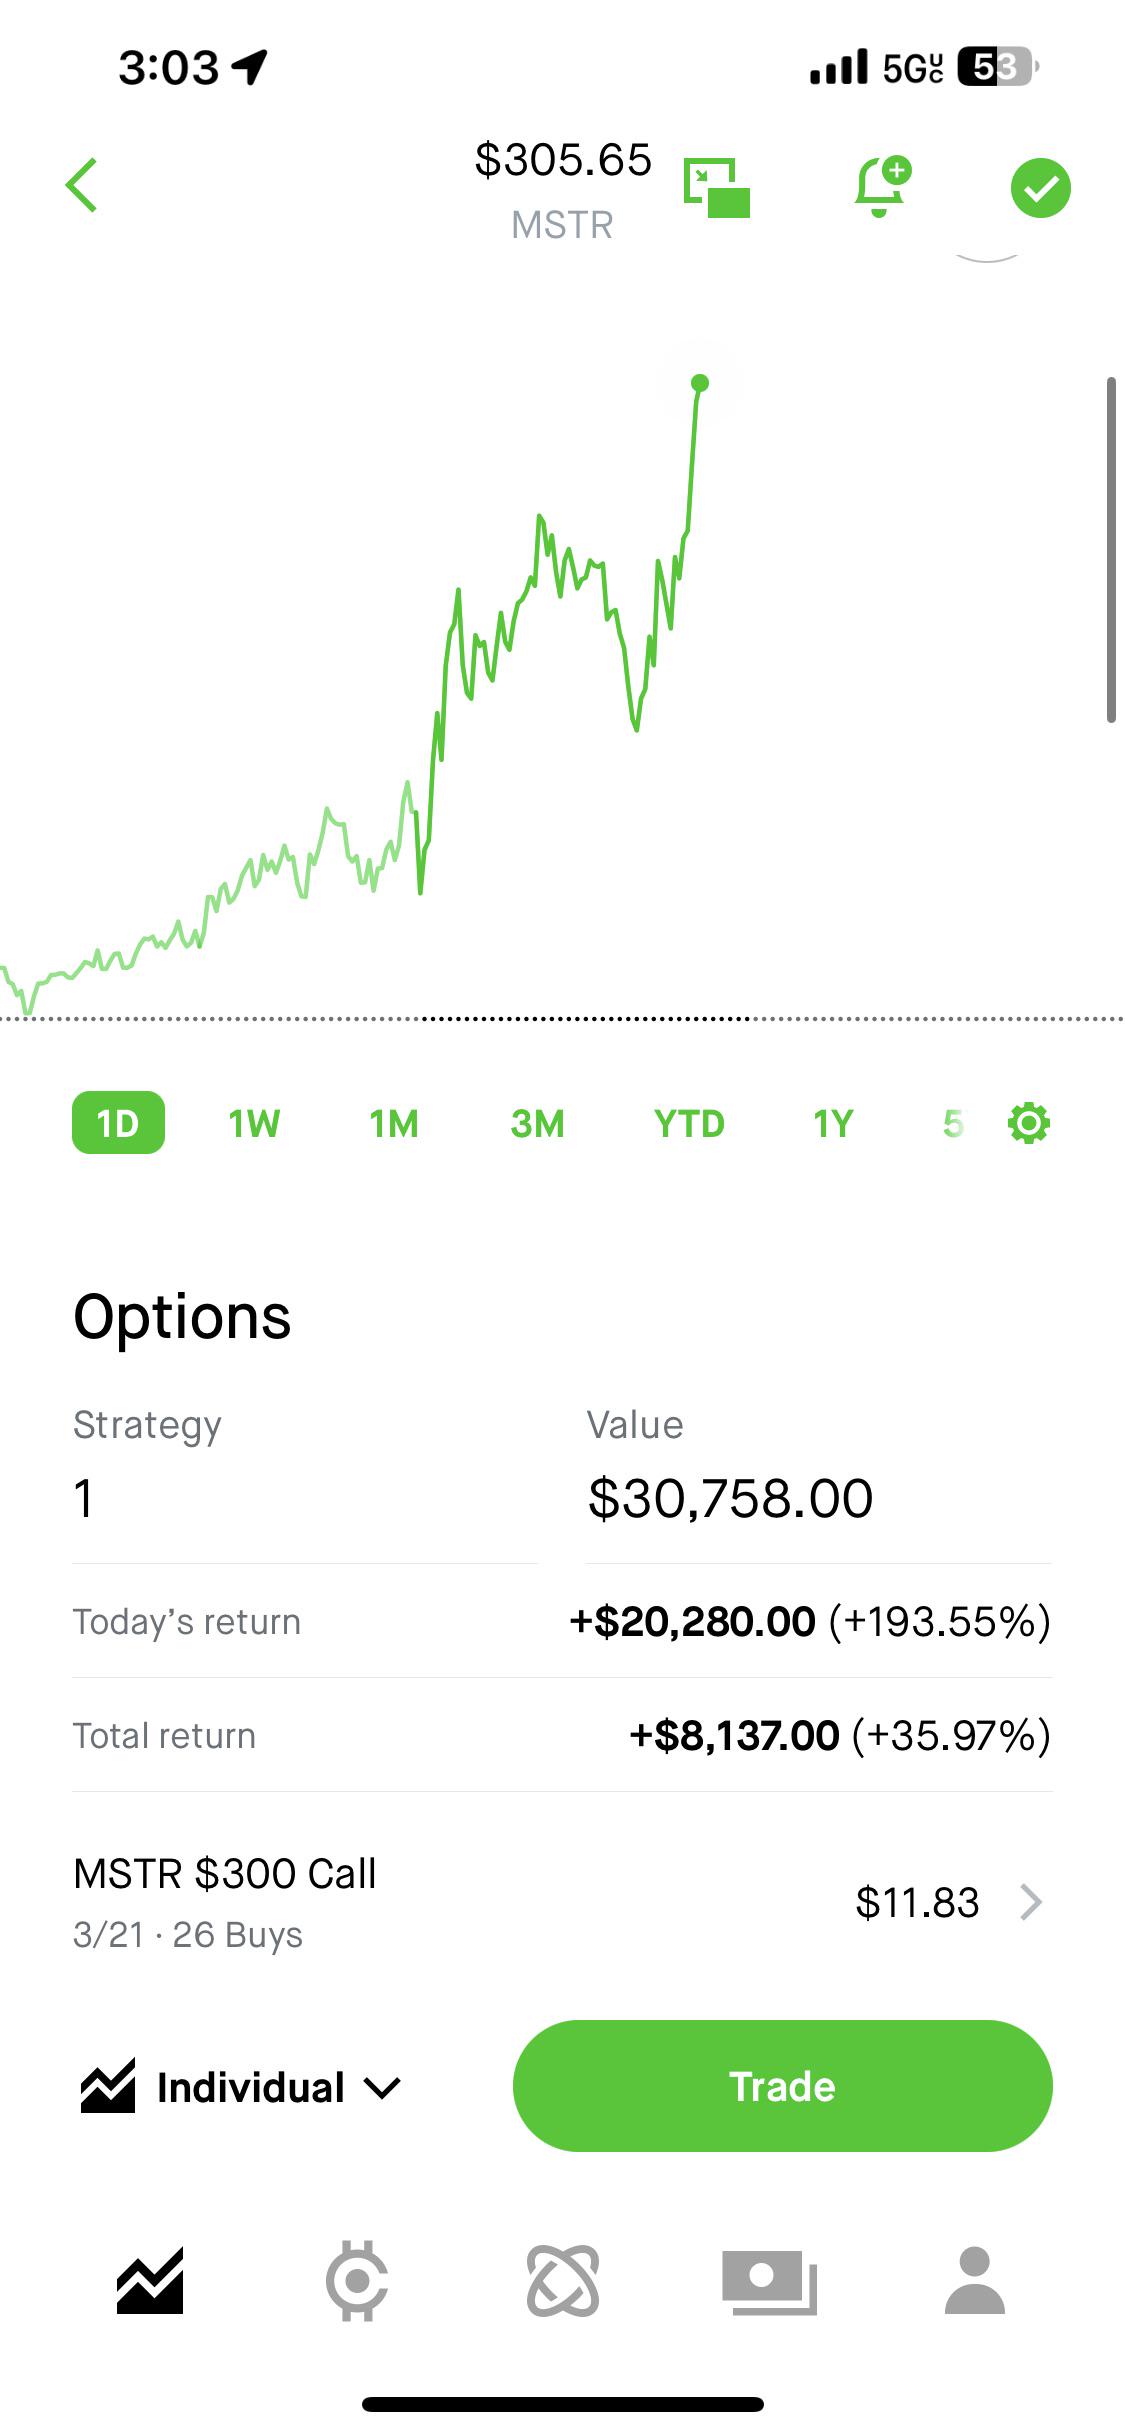 3:03
5GUC
53
$305.65
MSTR
1D
1W
1M
3M
YTD
1Y
5
Options
Strategy
Value
1
$30,758.00
Today’s return
+$20,280.00 (+193.55%)
Total return
+$8,137.00 (+35.97%)
MSTR $300 Call
$11.83
3/21 · 26 Buys
Individual
Trade